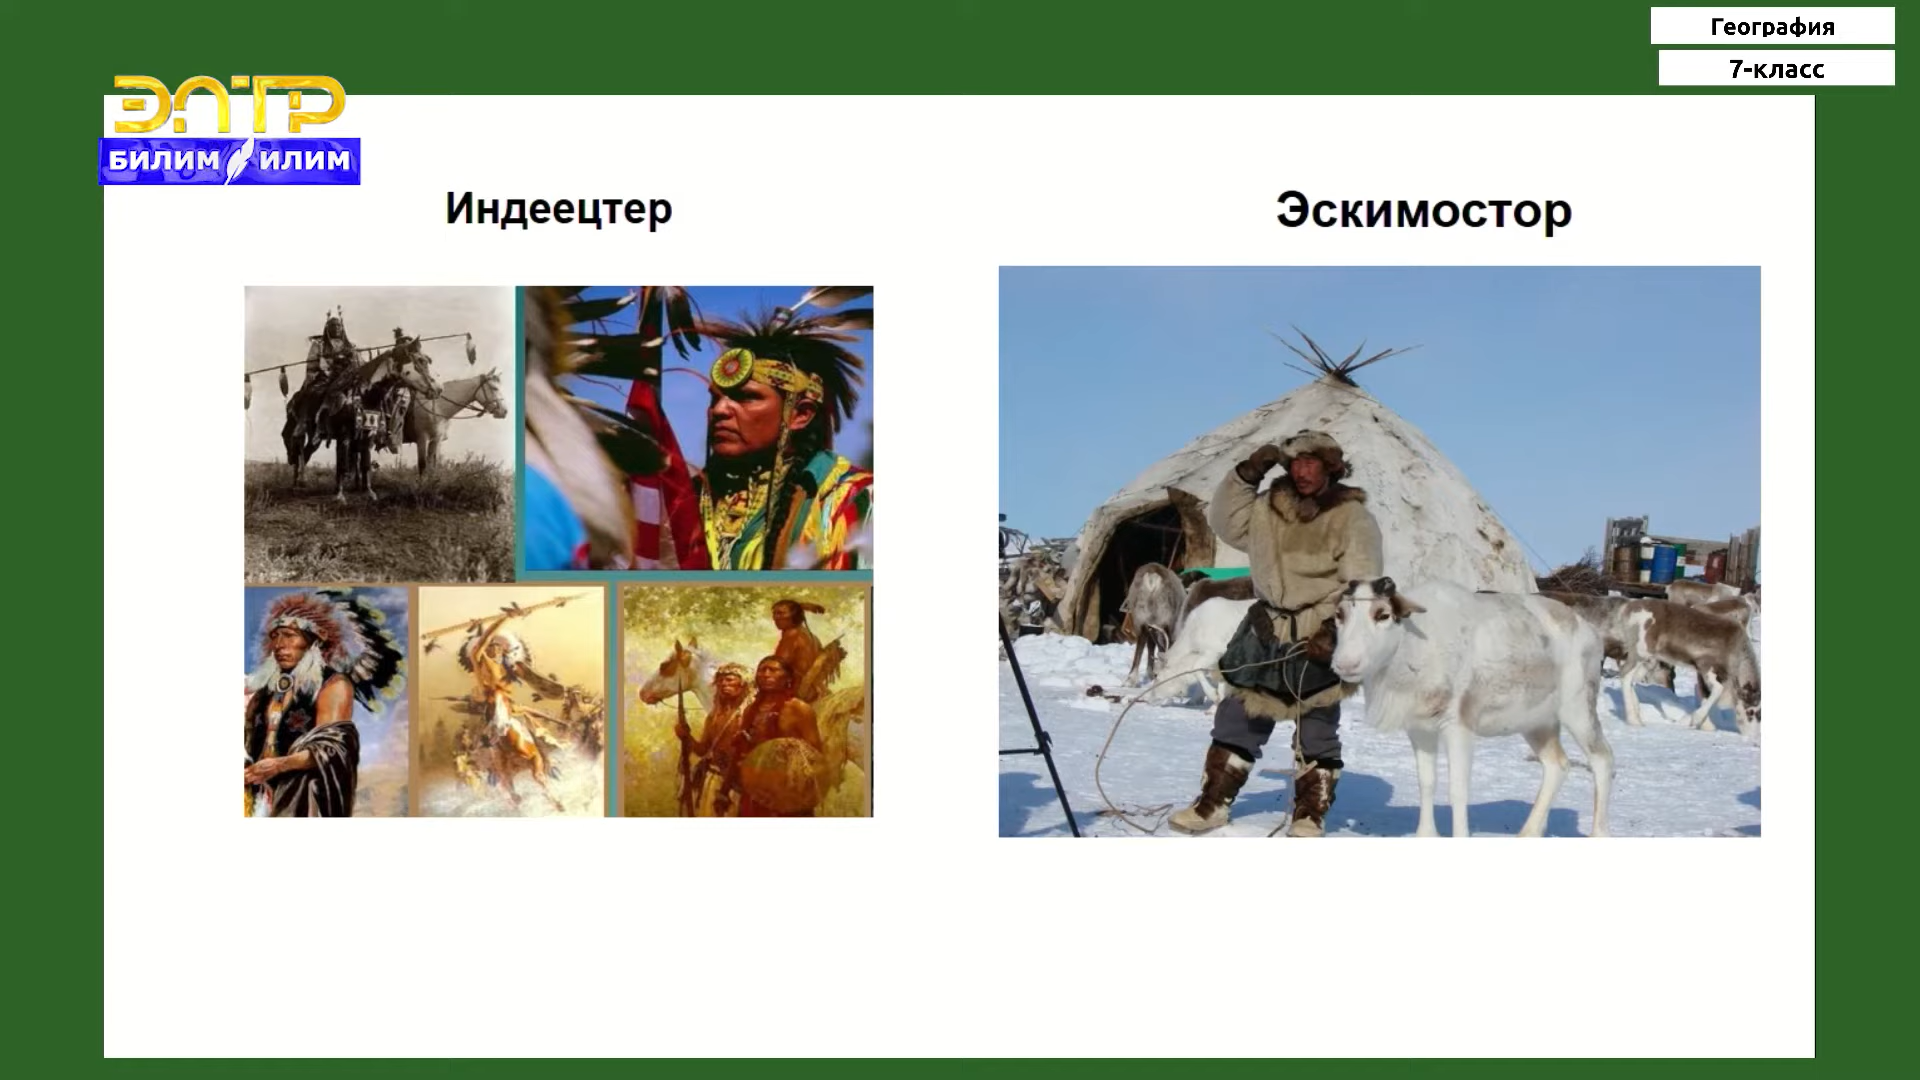 География
7-класс
ЭЛТР
БИЛИМ ИЛИМ
Индеецтер
Эскимостор